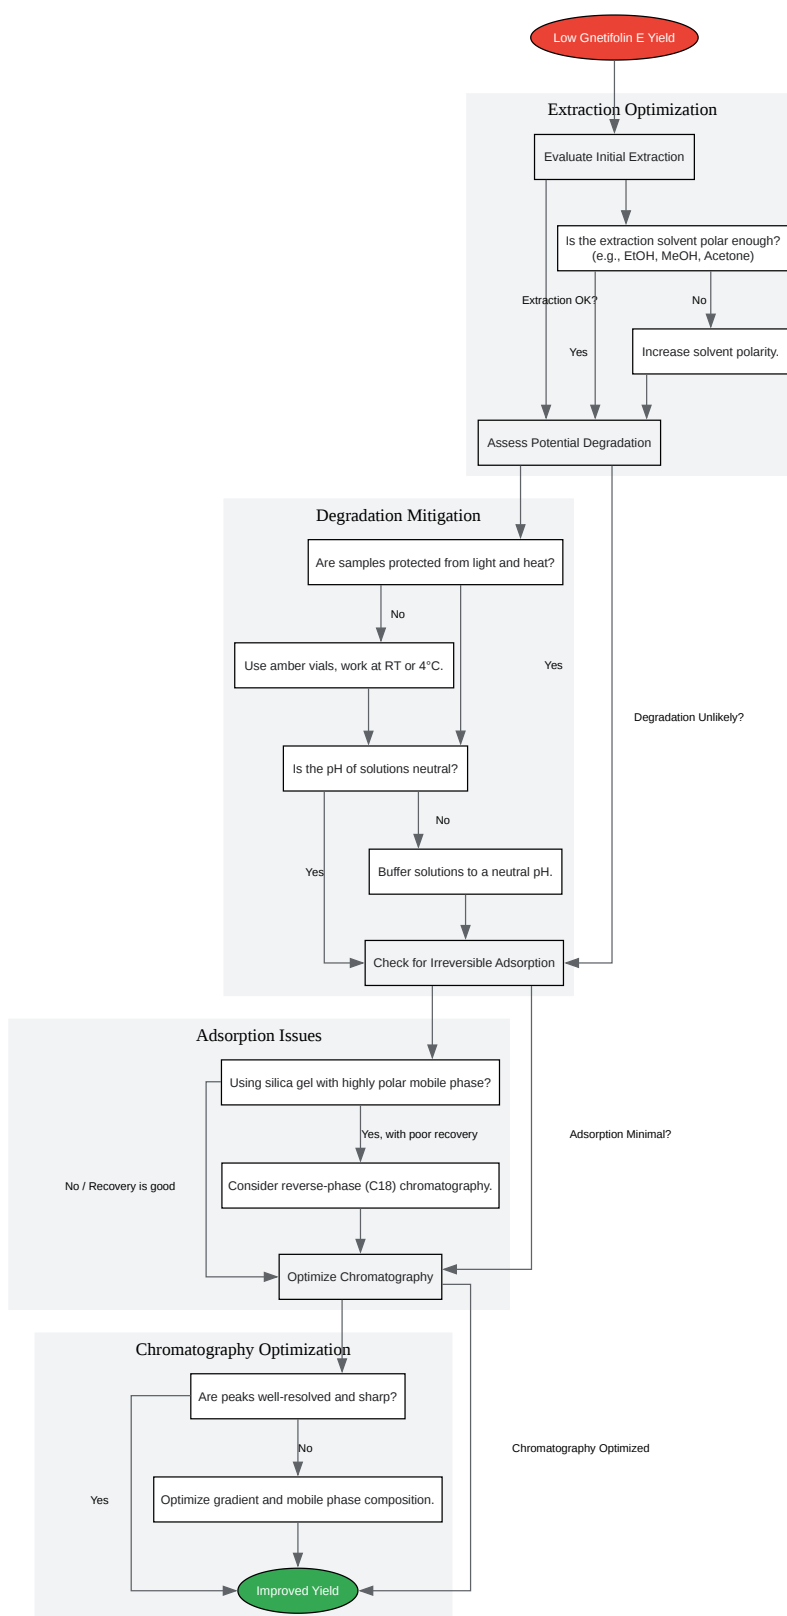 Low Gnetifolin E Yield
Extraction Optimization
Evaluate Initial Extraction
Is the extraction solvent polar enough?
(e.g., EtOH, MeOH, Acetone)
Extraction OK?
No
Yes
Increase solvent polarity.
Assess Potential Degradation
Degradation Mitigation
Are samples protected from light and heat?
No
Use amber vials, work at RT or 4°C.
Yes
Degradation Unlikely?
Is the pH of solutions neutral?
No
Yes
Buffer solutions to a neutral pH.
Check for Irreversible Adsorption
Adsorption Issues
Using silica gel with highly polar mobile phase?
Yes, with poor recovery
Adsorption Minimal?
No / Recovery is good
Consider reverse-phase (C18) chromatography.
Optimize Chromatography
Chromatography Optimization
Are peaks well-resolved and sharp?
No
Chromatography Optimized
Yes
Optimize gradient and mobile phase composition.
Improved Yield